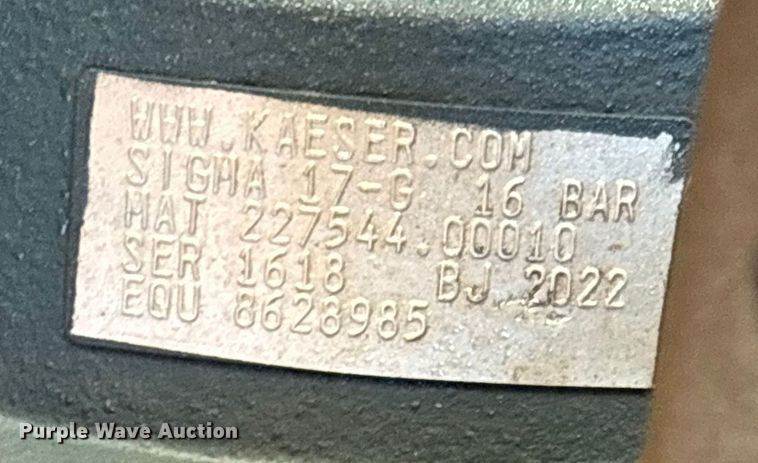 WWW.KAESER.COM
SIGMA 17-G 16 BAR
MAT 227544.00010
SER 1618 BJ 2022
EQU 8628985
Purple Wave Auction